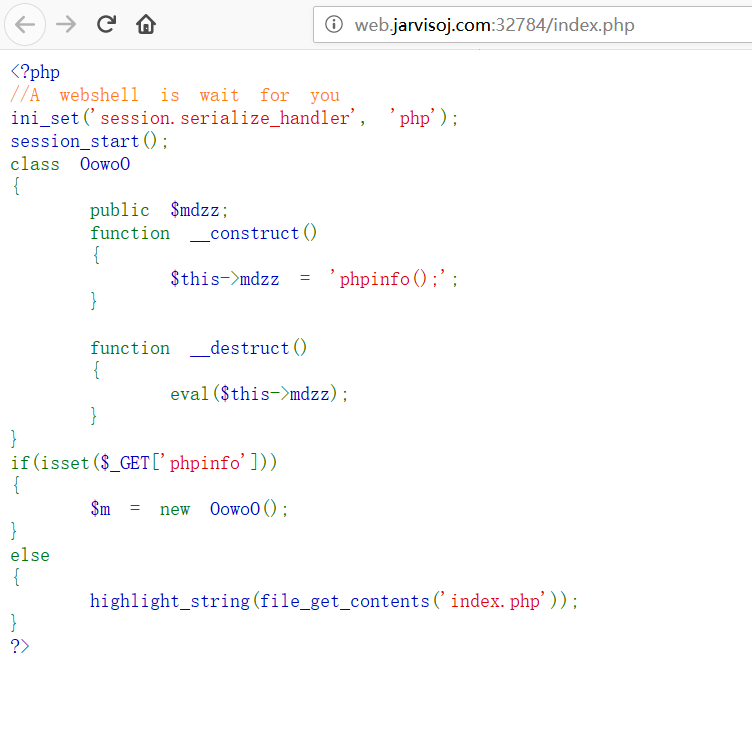 web.jarvisoj.com:32784/index.php
<?php
//A webshell is wait for you
ini_set('session.serialize_handler', 'php');
session_start();
class OowoO
{
public $mdzz;
function __construct()
{
$this->mdzz = 'phpinfo();';
}
function __destruct()
{
eval($this->mdzz);
}
}
if(isset($_GET['phpinfo']))
{
$m = new OowoO();
}
else
{
highlight_string(file_get_contents('index.php'));
}
?>